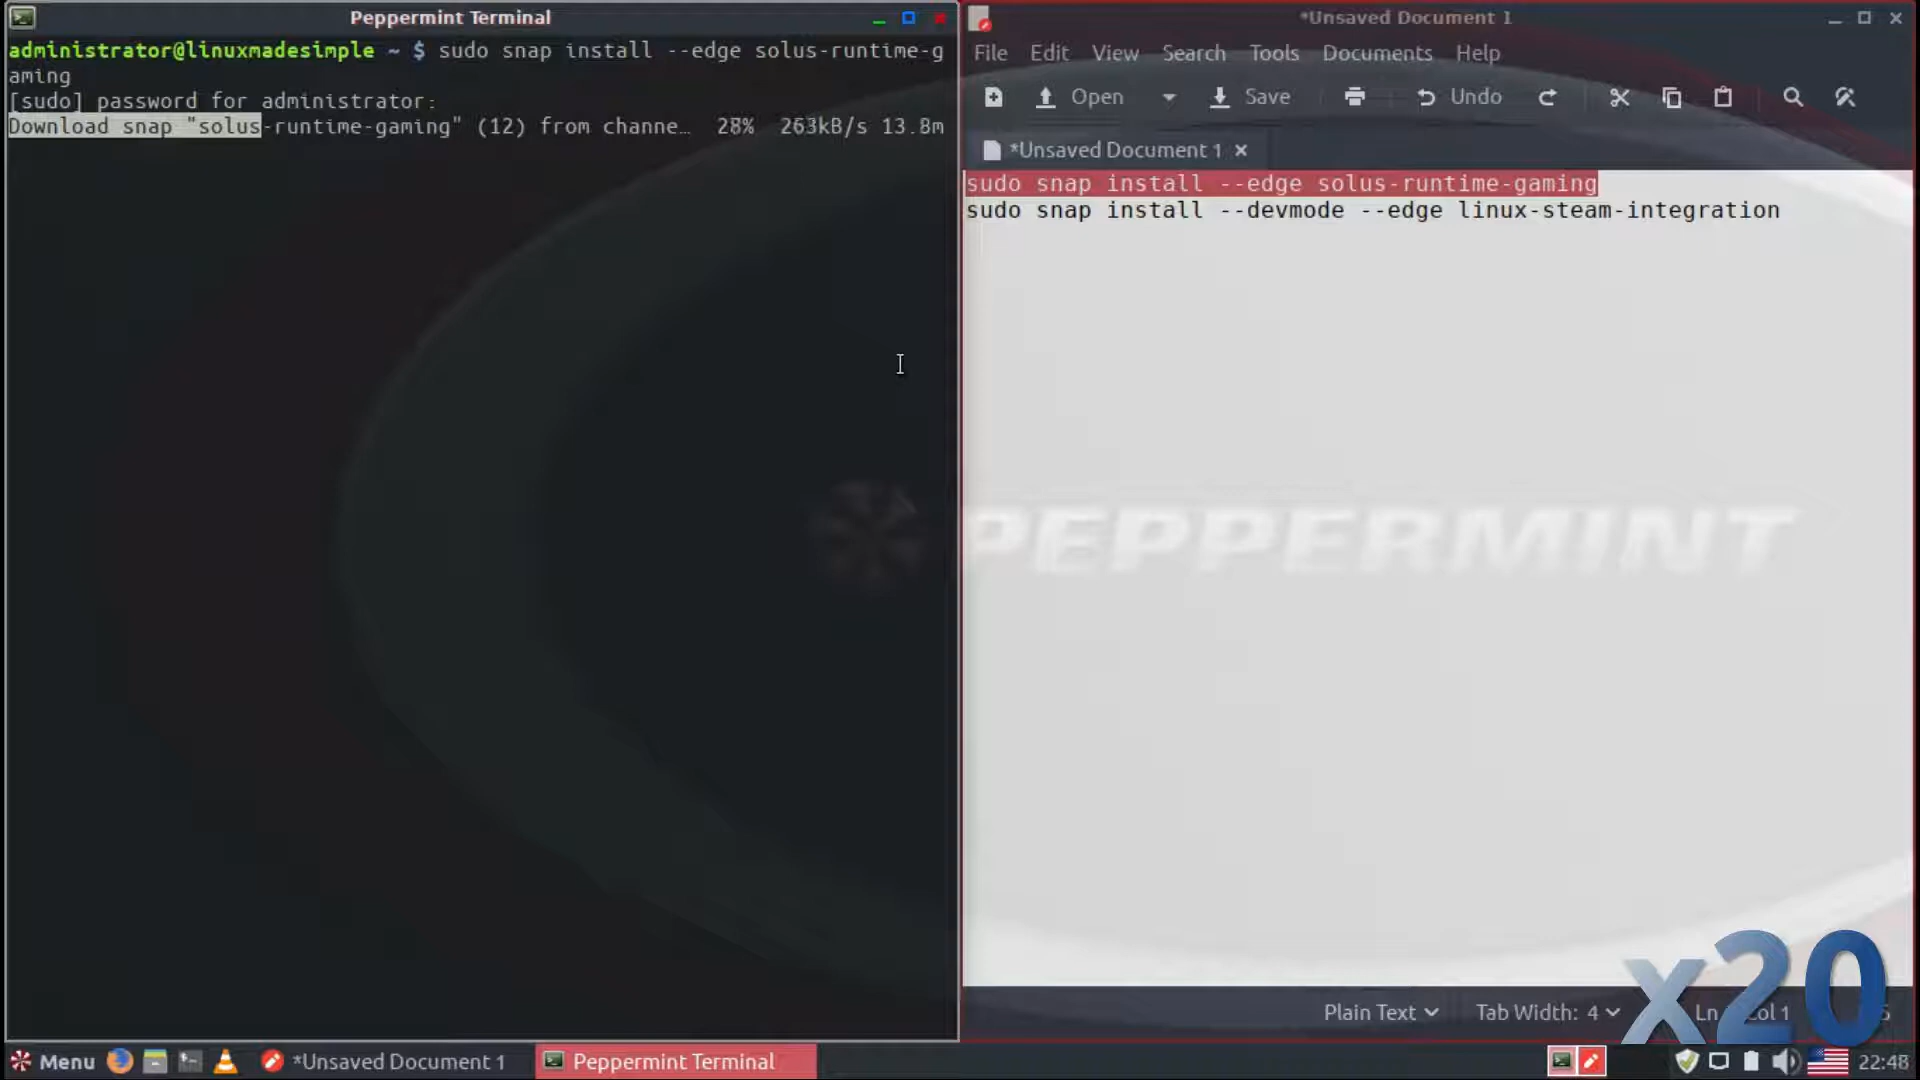 Peppermint Terminal
administrator@linuxmadesimple ~ $ sudo snap install --edge solus-runtime-g
aming
[sudo] password for administrator:
Download snap "solus-runtime-gaming" (12) from channe… 28% 263kB/s 13.8m
*Unsaved Document 1
File Edit View Search Tools Documents Help
Open Save Undo
*Unsaved Document 1
sudo snap install --edge solus-runtime-gaming
sudo snap install --devmode --edge linux-steam-integration
PEPPERMINT
Plain Text Tab Width: 4 Ln Col 1
x20
Menu *Unsaved Document 1 Peppermint Terminal 22:48